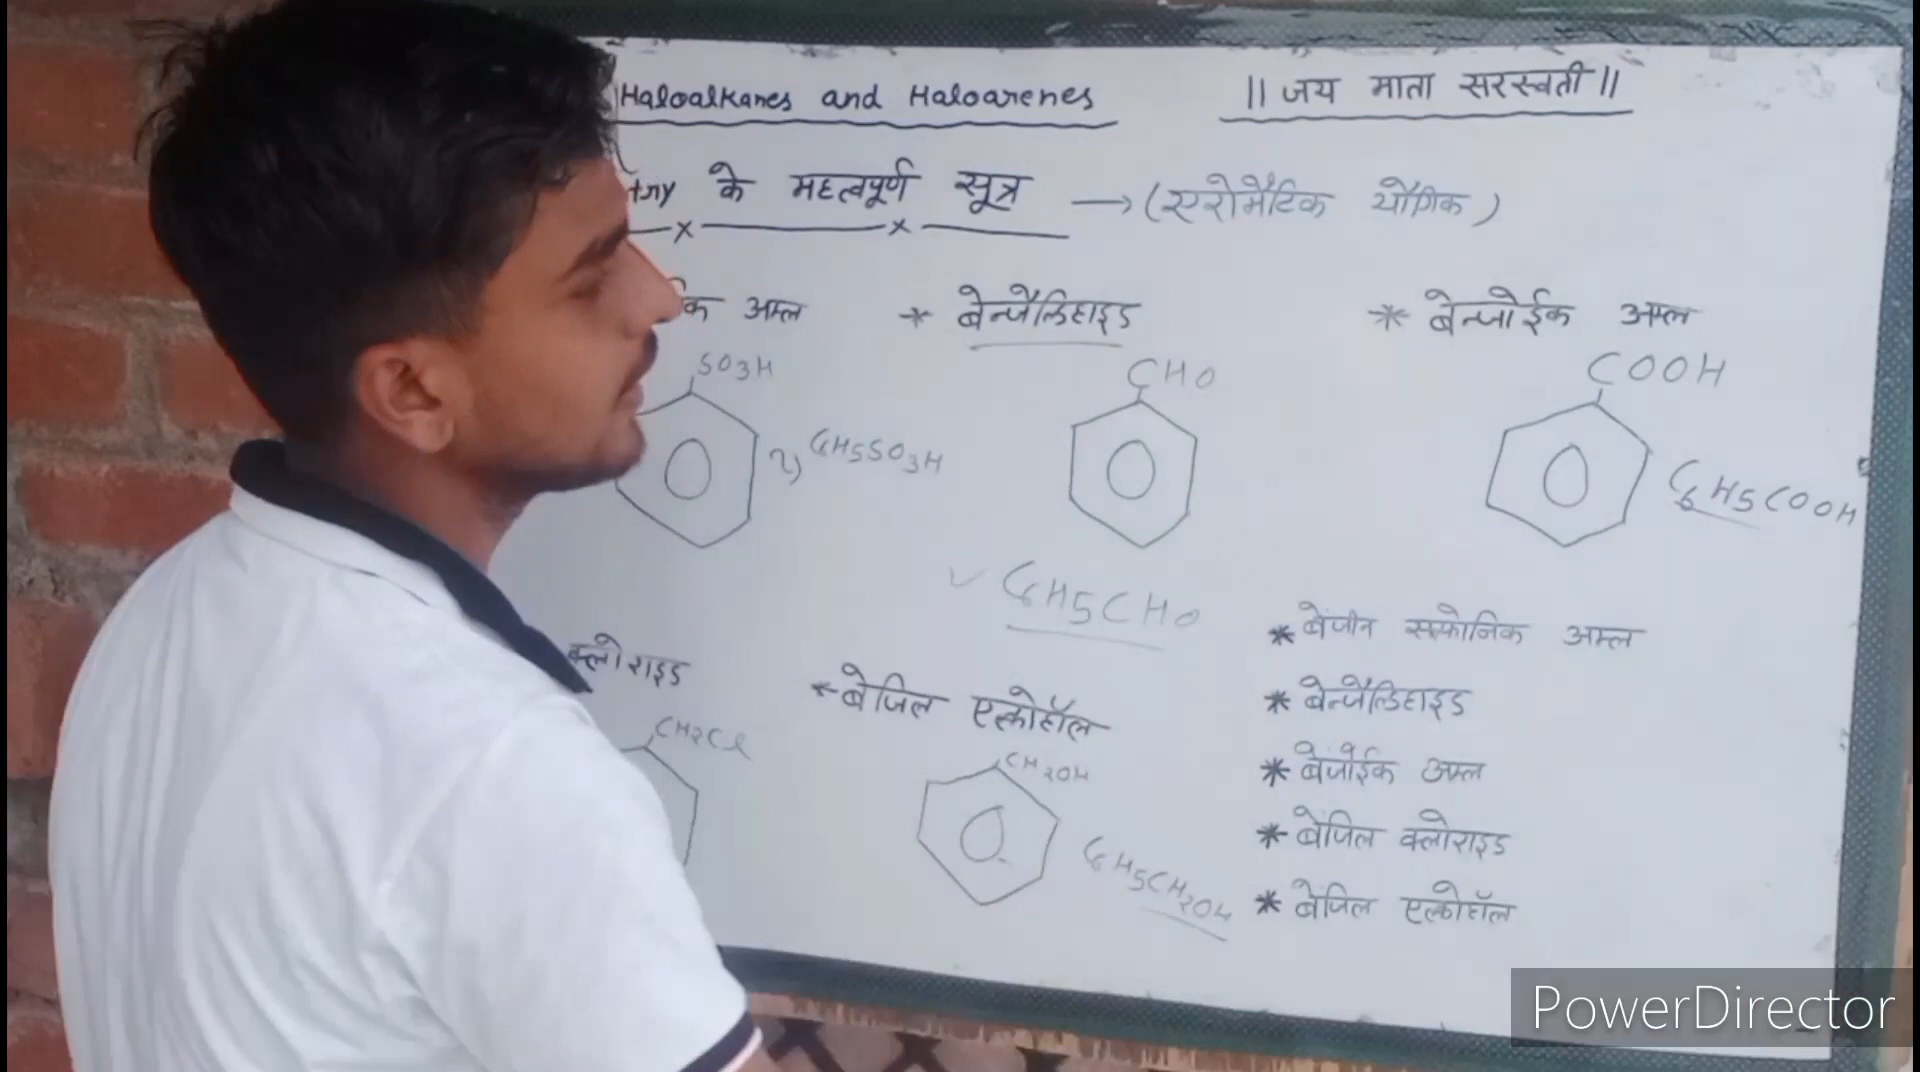 Haloalkanes and Haloarenes
|| जय माता सरस्वती ||
के महत्वपूर्ण सूत्र → (एरोमैटिक यौगिक)
अम्ल
* बेन्जैल्डिहाइड
* बेन्जोईक अम्ल
SO3H
CHO
COOH
C6H5SO3H
C6H5COOH
C6H5CHO
* बेंजीन सल्फोनिक अम्ल
क्लोराइड
* बेंजिल एल्कोहॉल
* बेन्जैल्डिहाइड
CH2Cl
CH2OH
* बेंजोईक अम्ल
* बेंजिल क्लोराइड
C6H5CH2OH
* बेंजिल एल्कोहॉल
PowerDirector